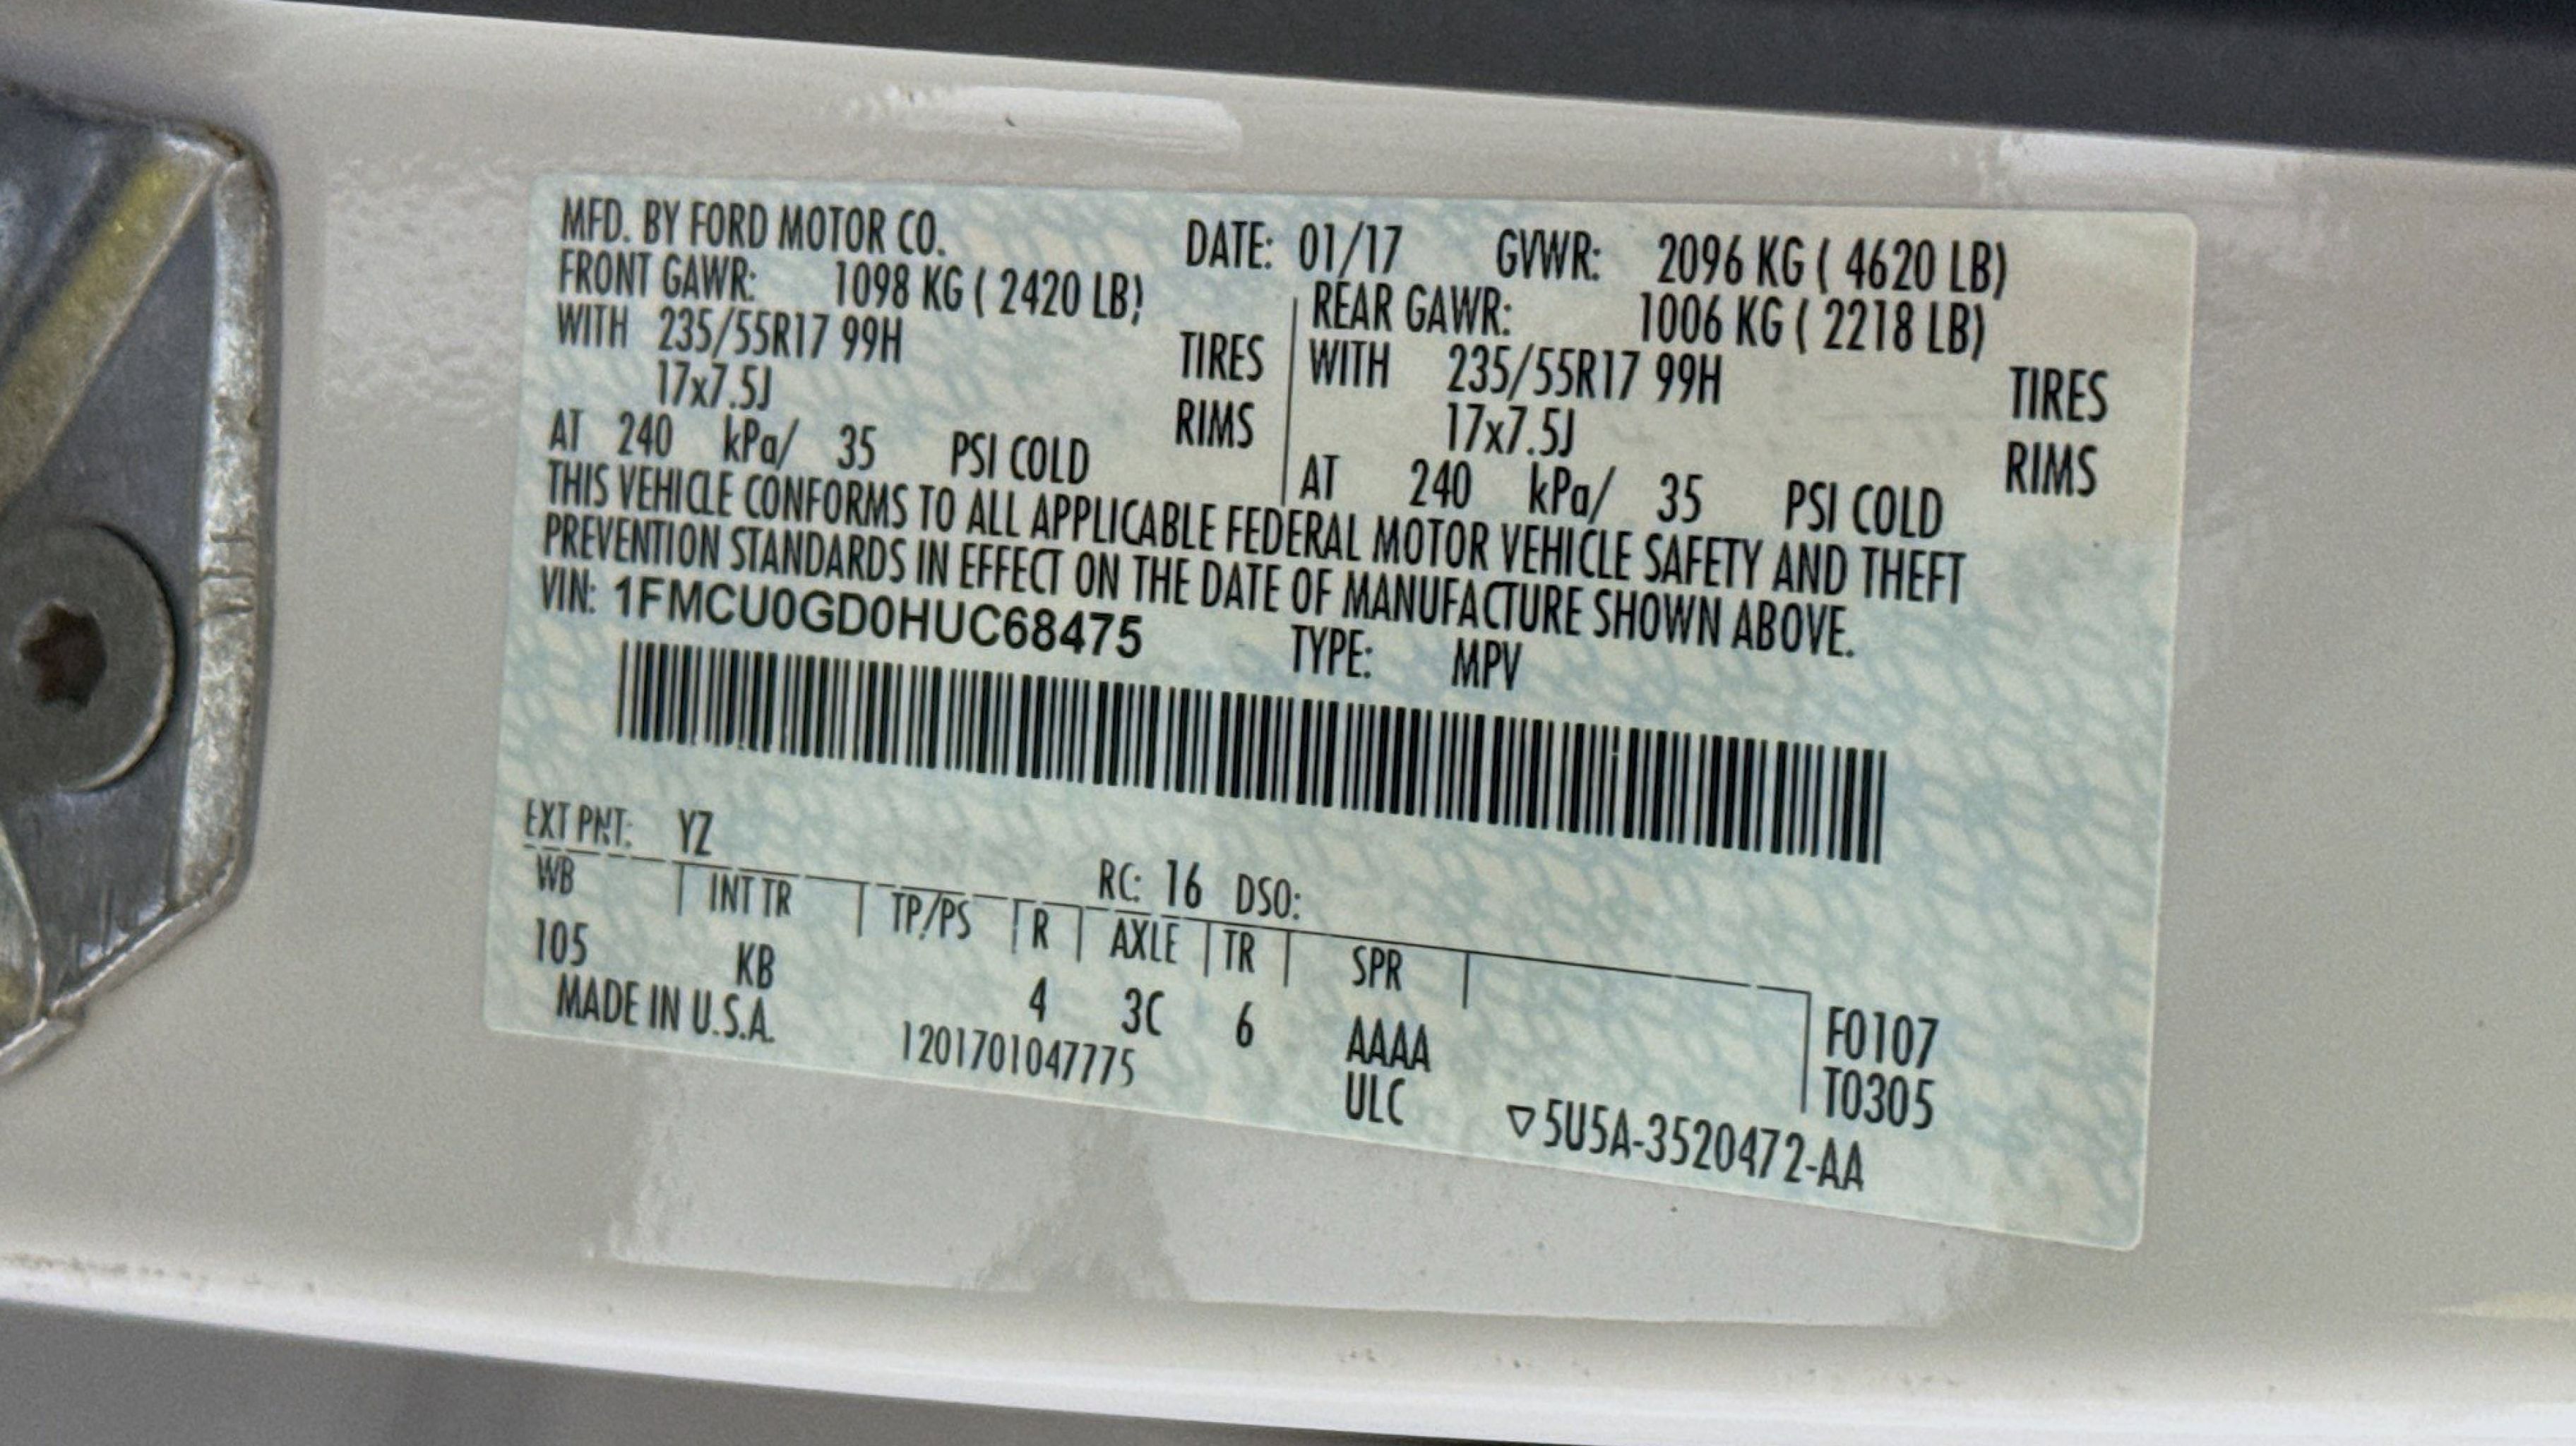 MFD. BY FORD MOTOR CO. DATE: 01/17 GVWR: 2096 KG ( 4620 LB)
FRONT GAWR: 1098 KG ( 2420 LB) REAR GAWR: 1006 KG ( 2218 LB)
WITH 235/55R17 99H TIRES WITH 235/55R17 99H TIRES
17x7.5J RIMS 17x7.5J RIMS
AT 240 kPa/ 35 PSI COLD AT 240 kPa/ 35 PSI COLD
THIS VEHICLE CONFORMS TO ALL APPLICABLE FEDERAL MOTOR VEHICLE SAFETY AND THEFT
PREVENTION STANDARDS IN EFFECT ON THE DATE OF MANUFACTURE SHOWN ABOVE.
VIN: 1FMCU0GD0HUC68475 TYPE: MPV
EXT PNT: YZ RC: 16 DSO:
WB INT TR TP/PS R AXLE TR SPR
105 KB 4 3C 6 AAAA F0107
MADE IN U.S.A. 1201701047775 ULC T0305
▽5U5A-3520472-AA